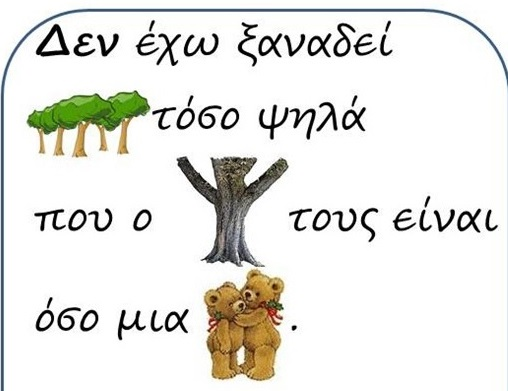 Δεν έχω ξαναδεί
τόσο ψηλά
που ο τους είναι
όσο μια .